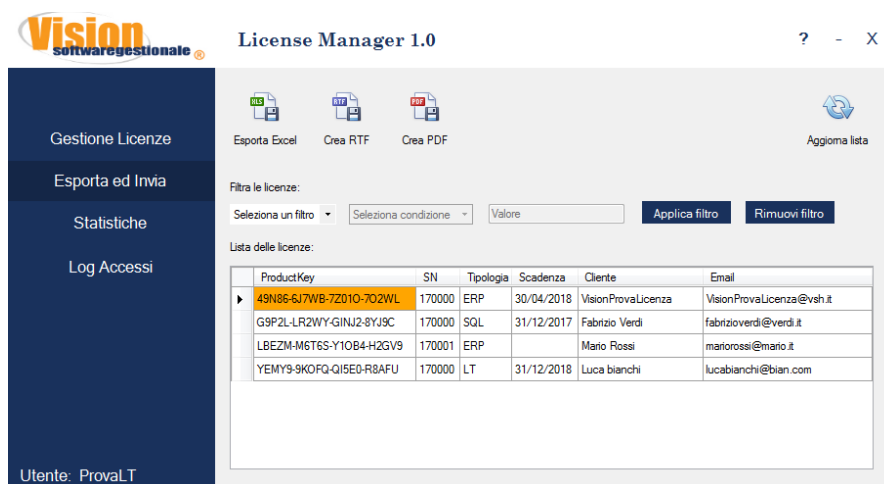 Vision
softwaregestionale ®
License Manager 1.0
? - X
Gestione Licenze
Esporta ed Invia
Statistiche
Log Accessi
Utente: ProvaLT
XLS RTF PDF
Esporta Excel Crea RTF Crea PDF Aggiorna lista
Filtra le licenze:
Seleziona un filtro Seleziona condizione Valore Applica filtro Rimuovi filtro
Lista delle licenze:
ProductKey SN Tipologia Scadenza Cliente Email
49N86-6J7WB-7Z01O-7O2WL 170000 ERP 30/04/2018 VisionProvaLicenza VisionProvaLicenza@vsh.it
G9P2L-LR2WY-GINJ2-8YJ9C 170000 SQL 31/12/2017 Fabrizio Verdi fabrizioverdi@verdi.it
LBEZM-M6T6S-Y1OB4-H2GV9 170001 ERP Mario Rossi mariorossi@mario.it
YEMY9-9KOFQ-QI5E0-R8AFU 170000 LT 31/12/2018 Luca bianchi lucabianchi@bian.com